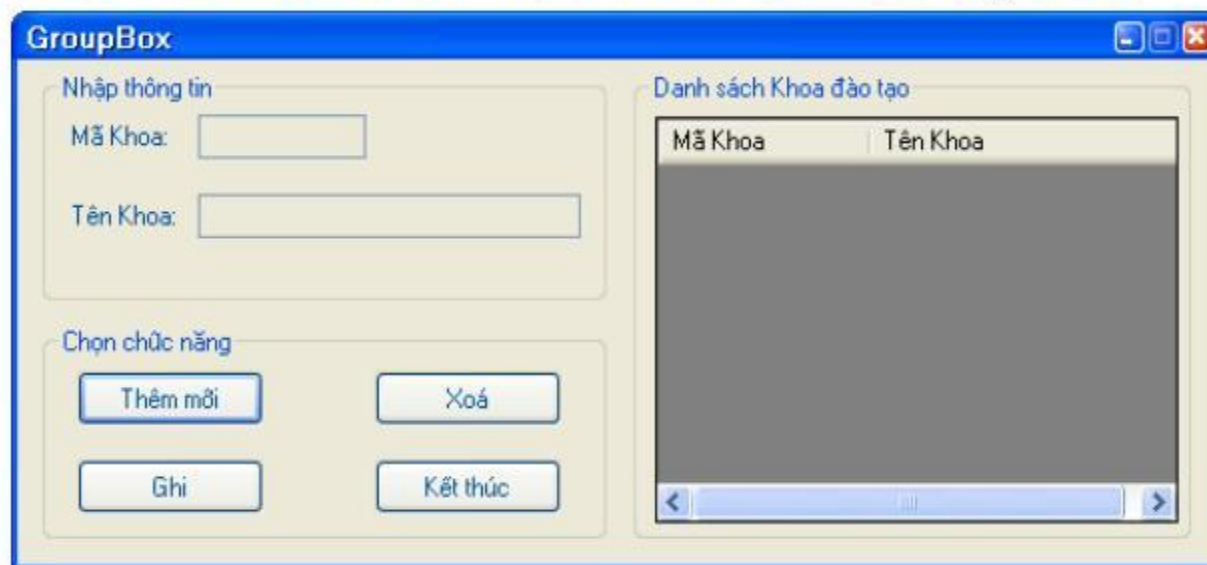 GroupBox
Nhập thông tin
Mã Khoa:
Tên Khoa:
Chọn chức năng
Thêm mới
Xoá
Ghi
Kết thúc
Danh sách Khoa đào tạo
Mã Khoa
Tên Khoa